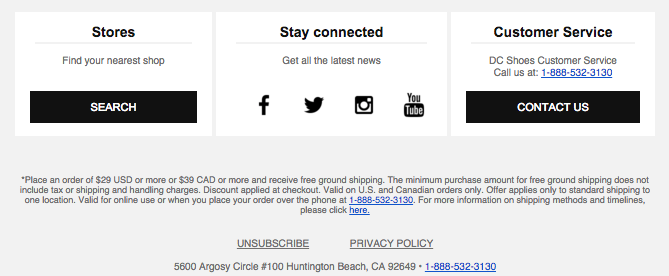 Stores
Find your nearest shop
SEARCH
Stay connected
Get all the latest news
You
Tube
Customer Service
DC Shoes Customer Service
Call us at: 1-888-532-3130
CONTACT US
*Place an order of $29 USD or more or $39 CAD or more and receive free ground shipping. The minimum purchase amount for free ground shipping does not
include tax or shipping and handling charges. Discount applied at checkout. Valid on U.S. and Canadian orders only. Offer applies only to standard shipping to
one location. Valid for online use or when you place your order over the phone at 1-888-532-3130. For more information on shipping methods and timelines,
please click here.
UNSUBSCRIBE PRIVACY POLICY
5600 Argosy Circle #100 Huntington Beach, CA 92649 • 1-888-532-3130